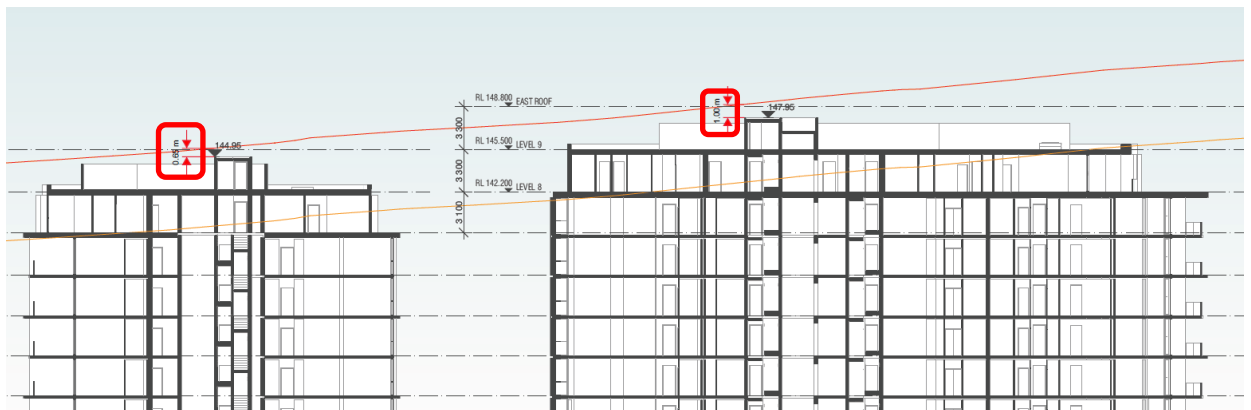 0.65 m
144.95
RL 148.800 EAST ROOF
3 300
RL 145.500 LEVEL 9
3 300
RL 142.200 LEVEL 8
3 100
1.00 m
147.95